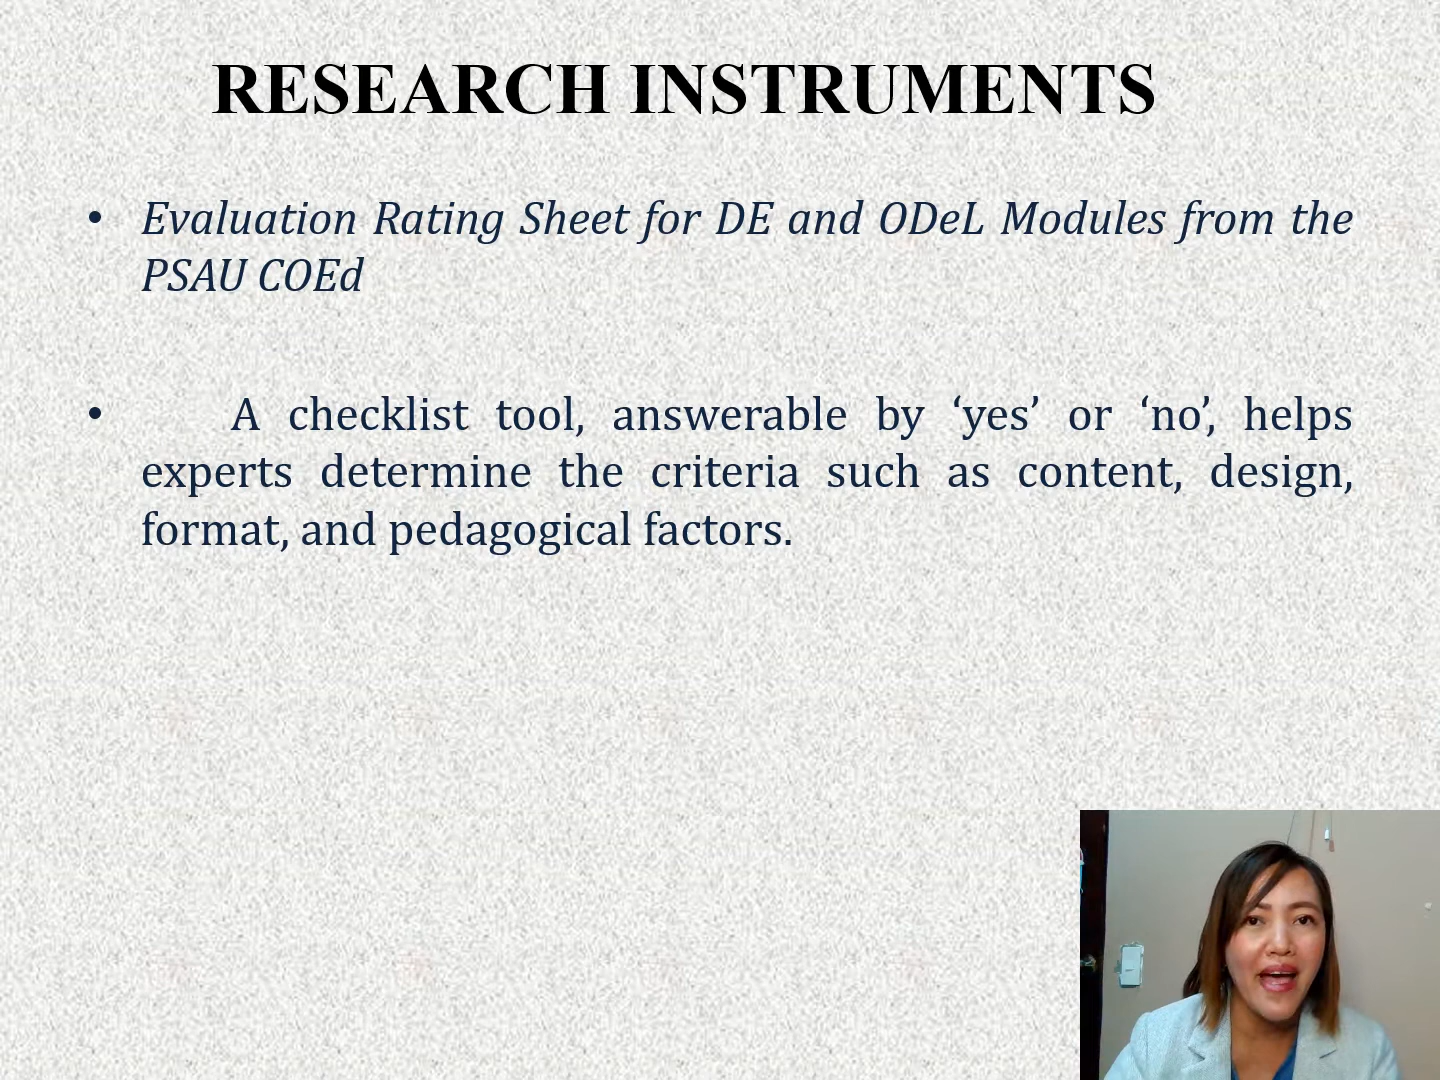 RESEARCH INSTRUMENTS
• Evaluation Rating Sheet for DE and ODeL Modules from the
PSAU COEd
• A checklist tool, answerable by ‘yes’ or ‘no’, helps
experts determine the criteria such as content, design,
format, and pedagogical factors.